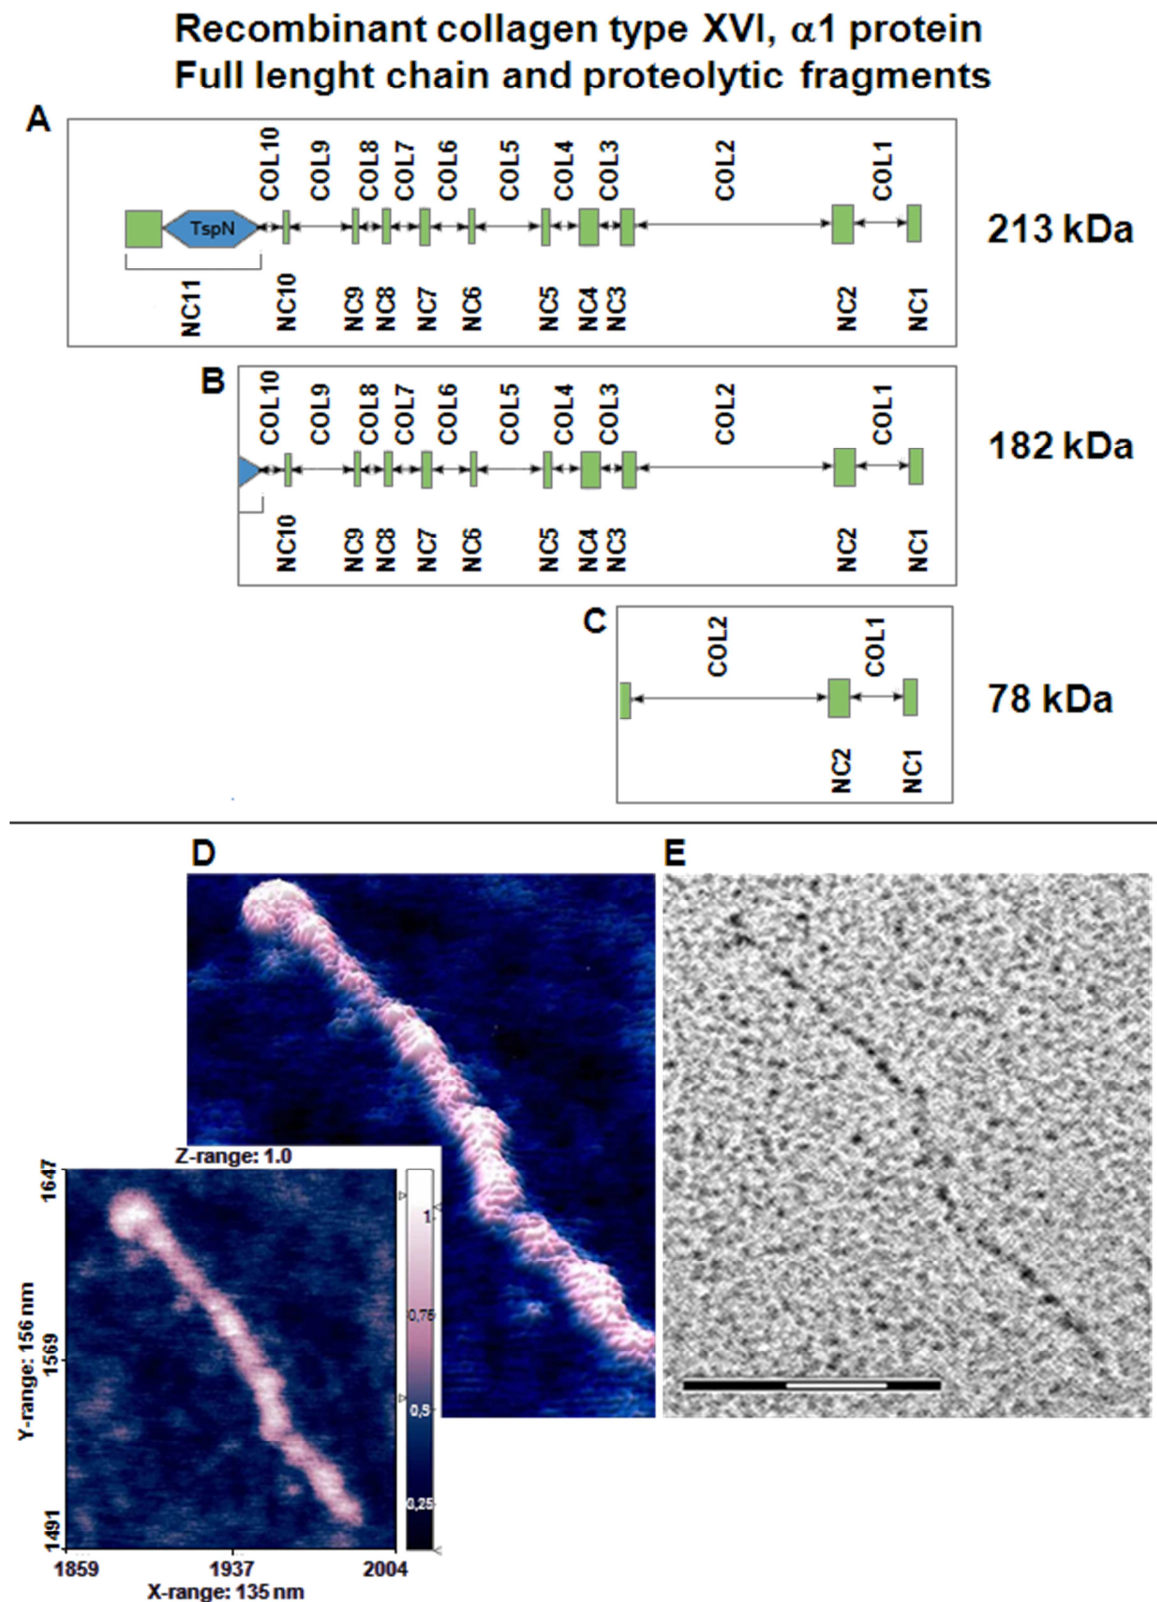 Recombinant collagen type XVI, α1 protein
Full lenght chain and proteolytic fragments
A
COL10 COL9 COL8 COL7 COL6 COL5 COL4 COL3 COL2 COL1
TspN
213 kDa
NC11 NC10 NC9 NC8 NC7 NC6 NC5 NC4 NC3 NC2 NC1
B
COL10 COL9 COL8 COL7 COL6 COL5 COL4 COL3 COL2 COL1
182 kDa
NC10 NC9 NC8 NC7 NC6 NC5 NC4 NC3 NC2 NC1
C
COL2 COL1
78 kDa
NC2 NC1
D
E
Z-range: 1.0
1647
1569
1491
Y-range: 156 nm
1
0,75
0,5
0,25
1859 1937 2004
X-range: 135 nm